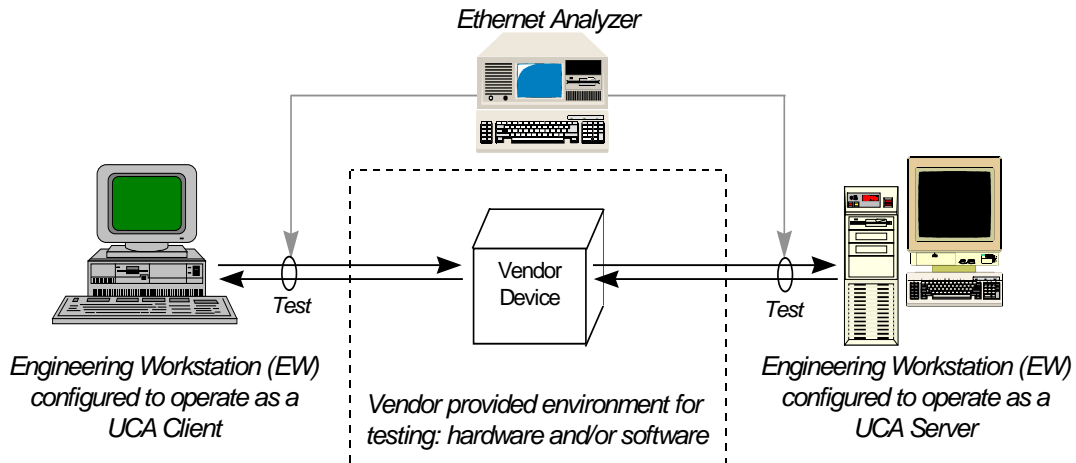 Ethernet Analyzer
Test
Vendor
Device
Test
Engineering Workstation (EW)
configured to operate as a
UCA Client
Vendor provided environment for
testing: hardware and/or software
Engineering Workstation (EW)
configured to operate as a
UCA Server